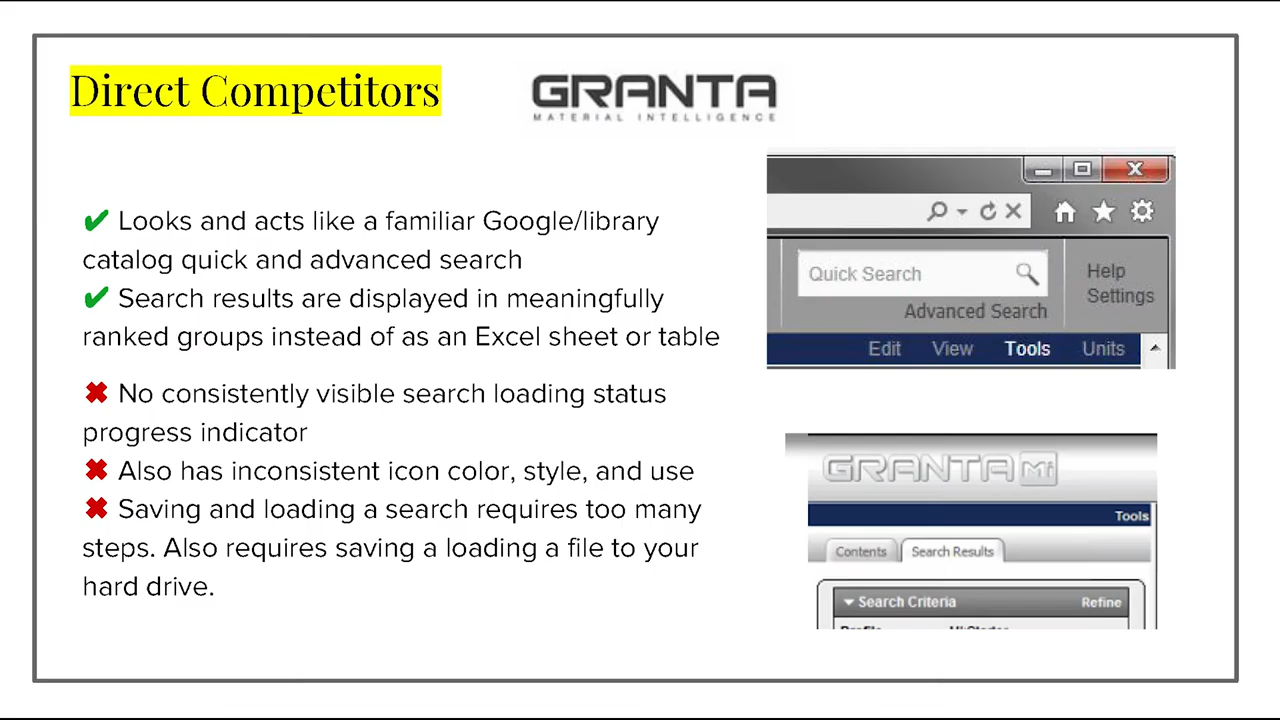 Direct Competitors
GRANTA
MATERIAL INTELLIGENCE
✔ Looks and acts like a familiar Google/library
catalog quick and advanced search
✔ Search results are displayed in meaningfully
ranked groups instead of as an Excel sheet or table
✖ No consistently visible search loading status
progress indicator
✖ Also has inconsistent icon color, style, and use
✖ Saving and loading a search requires too many
steps. Also requires saving a loading a file to your
hard drive.
Quick Search
Advanced Search
Help
Settings
Edit View Tools Units
GRANTA MI
Tools
Contents Search Results
Search Criteria Refine